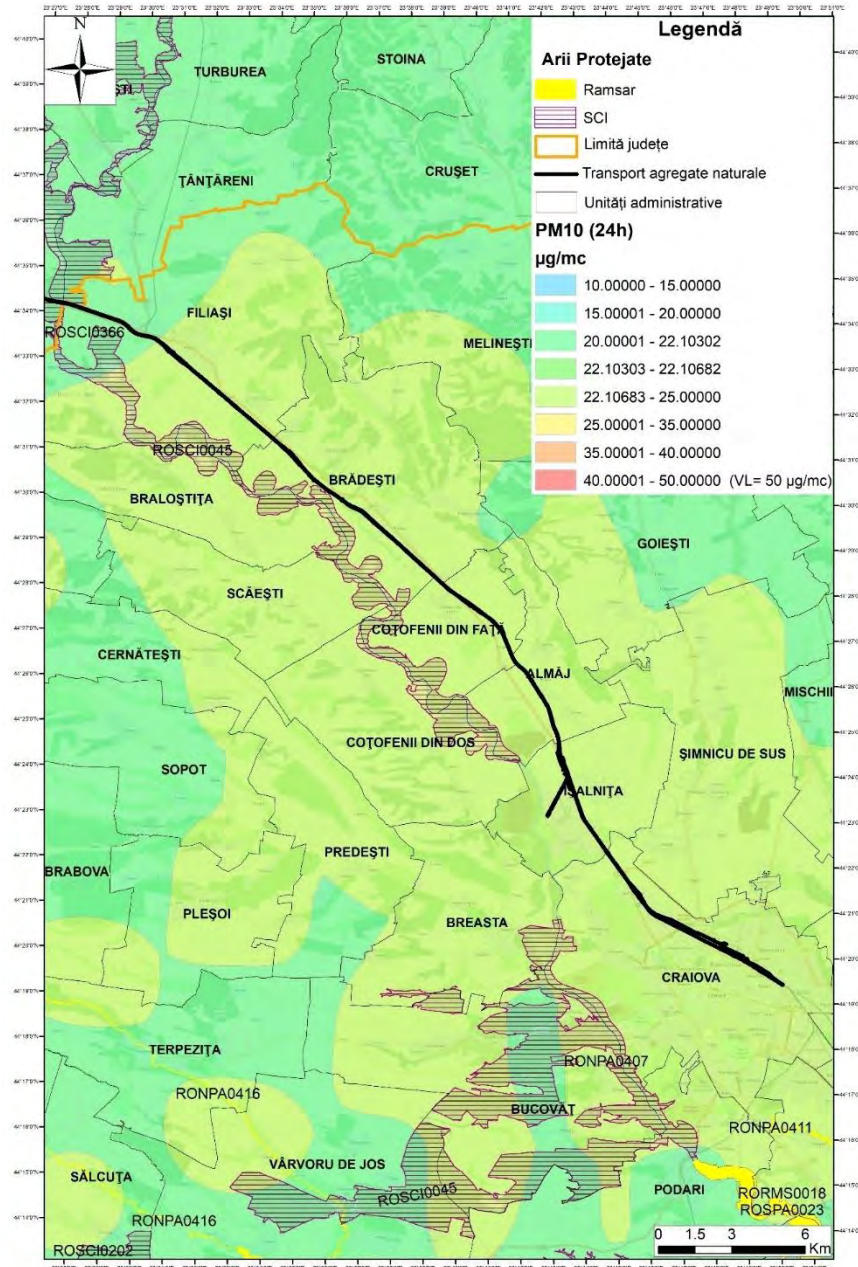 N
Legendă
Arii Protejate
Ramsar
SCI
Limită județe
Transport agregate naturale
Unități administrative
PM10 (24h)
µg/mc
10.00000 - 15.00000
15.00001 - 20.00000
20.00001 - 22.10302
22.10303 - 22.10682
22.10683 - 25.00000
25.00001 - 35.00000
35.00001 - 40.00000
40.00001 - 50.00000 (VL= 50 µg/mc)
STOINA
TURBUREA
ȚÂNȚĂRENI
CRUȘET
FILIAȘI
ROSCI0366
MELINEȘTI
ROSCI0045
BRĂDEȘTI
BRALOȘTIȚA
GOIEȘTI
SCĂEȘTI
COȚOFENII DIN FAȚĂ
CERNĂTEȘTI
ALMĂJ
MISCHII
COȚOFENII DIN DOS
ȘIMNICU DE SUS
SOPOT
IȘALNIȚA
PREDEȘTI
BRABOVA
PLEȘOI
BREASTA
CRAIOVA
TERPEZIȚA
RONPA0407
RONPA0416
BUCOVĂȚ
RONPA0411
VÂRVORU DE JOS
SĂLCUȚA
ROSCI0045
PODARI
RORMS0018
ROSPA0023
RONPA0416
ROSCI0202
0 1.5 3 6
Km